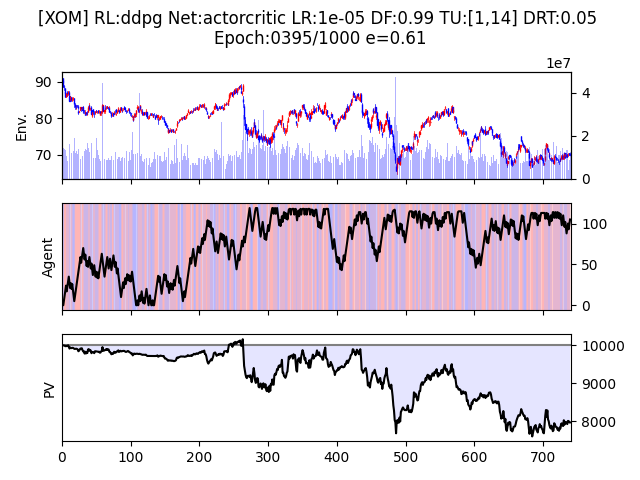 [XOM] RL:ddpg Net:actorcritic LR:1e-05 DF:0.99 TU:[1,14] DRT:0.05
Epoch:0395/1000 e=0.61
1e7
90
80
70
Env.
4
2
0
Agent
100
50
0
PV
10000
9000
8000
0 100 200 300 400 500 600 700